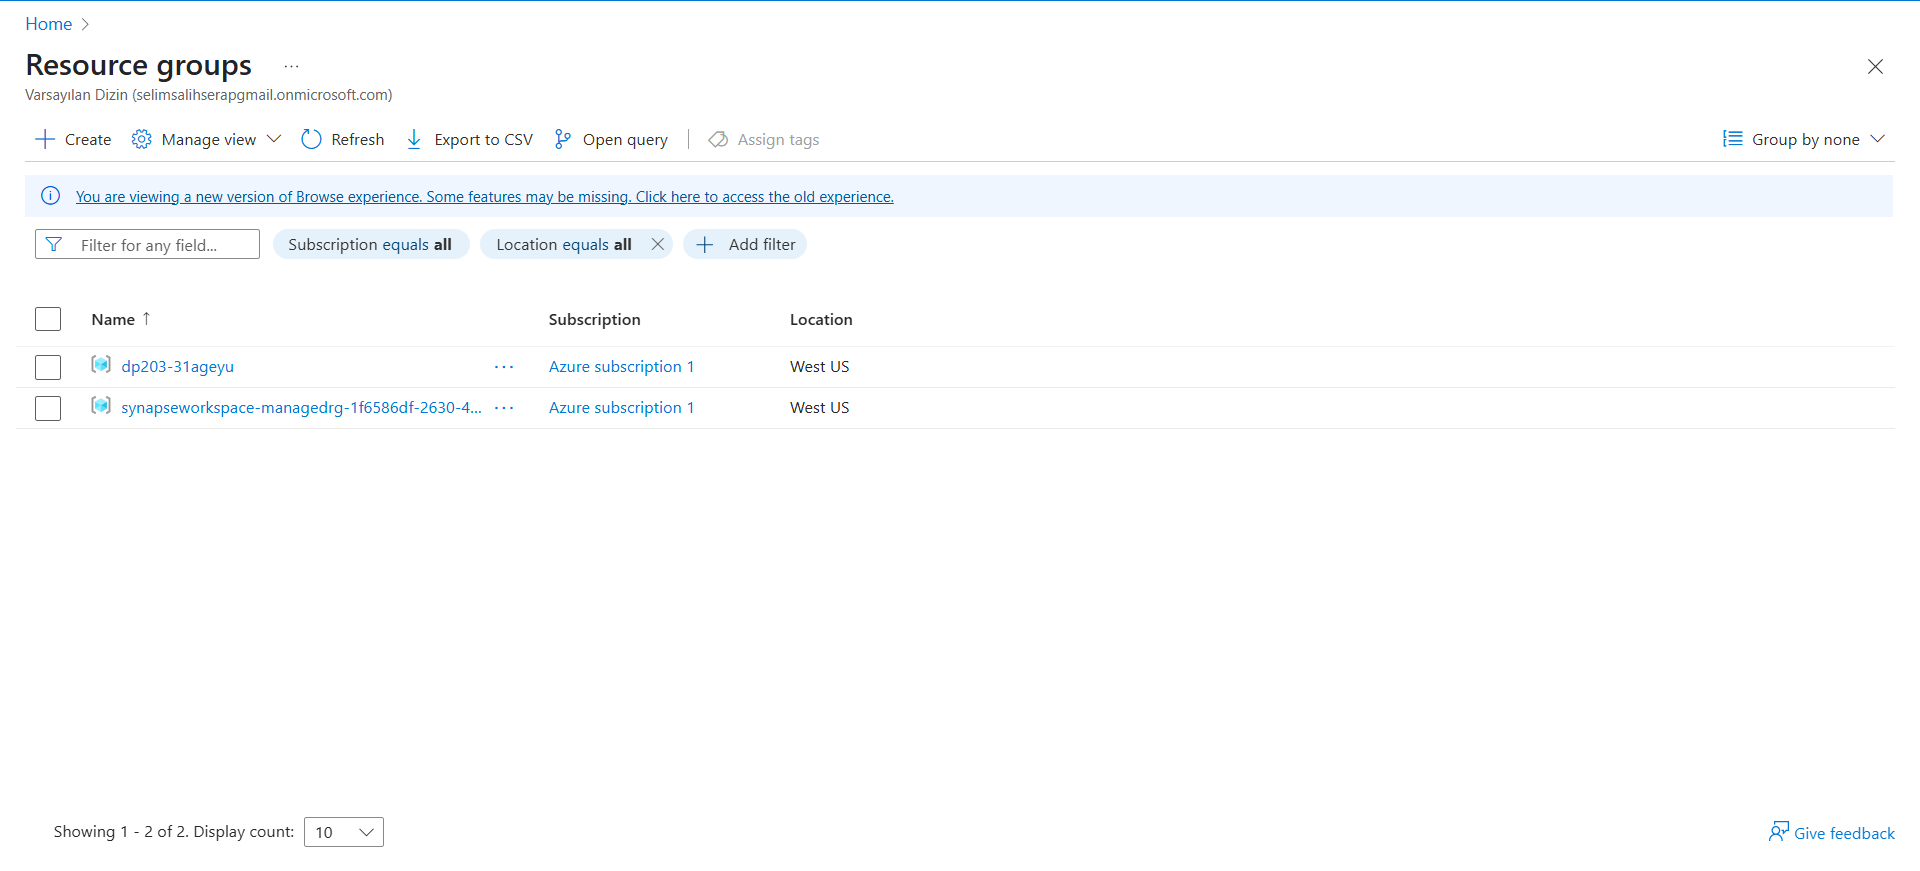 Home
Resource groups ...
Varsayılan Dizin (selimsalihserapgmail.onmicrosoft.com)
Create Manage view Refresh Export to CSV Open query Assign tags Group by none
You are viewing a new version of Browse experience. Some features may be missing. Click here to access the old experience.
Filter for any field... Subscription equals all Location equals all Add filter
Name ↑ Subscription Location
dp203-31ageyu ... Azure subscription 1 West US
synapseworkspace-managedrg-1f6586df-2630-4... ... Azure subscription 1 West US
Showing 1 - 2 of 2. Display count: 10
Give feedback